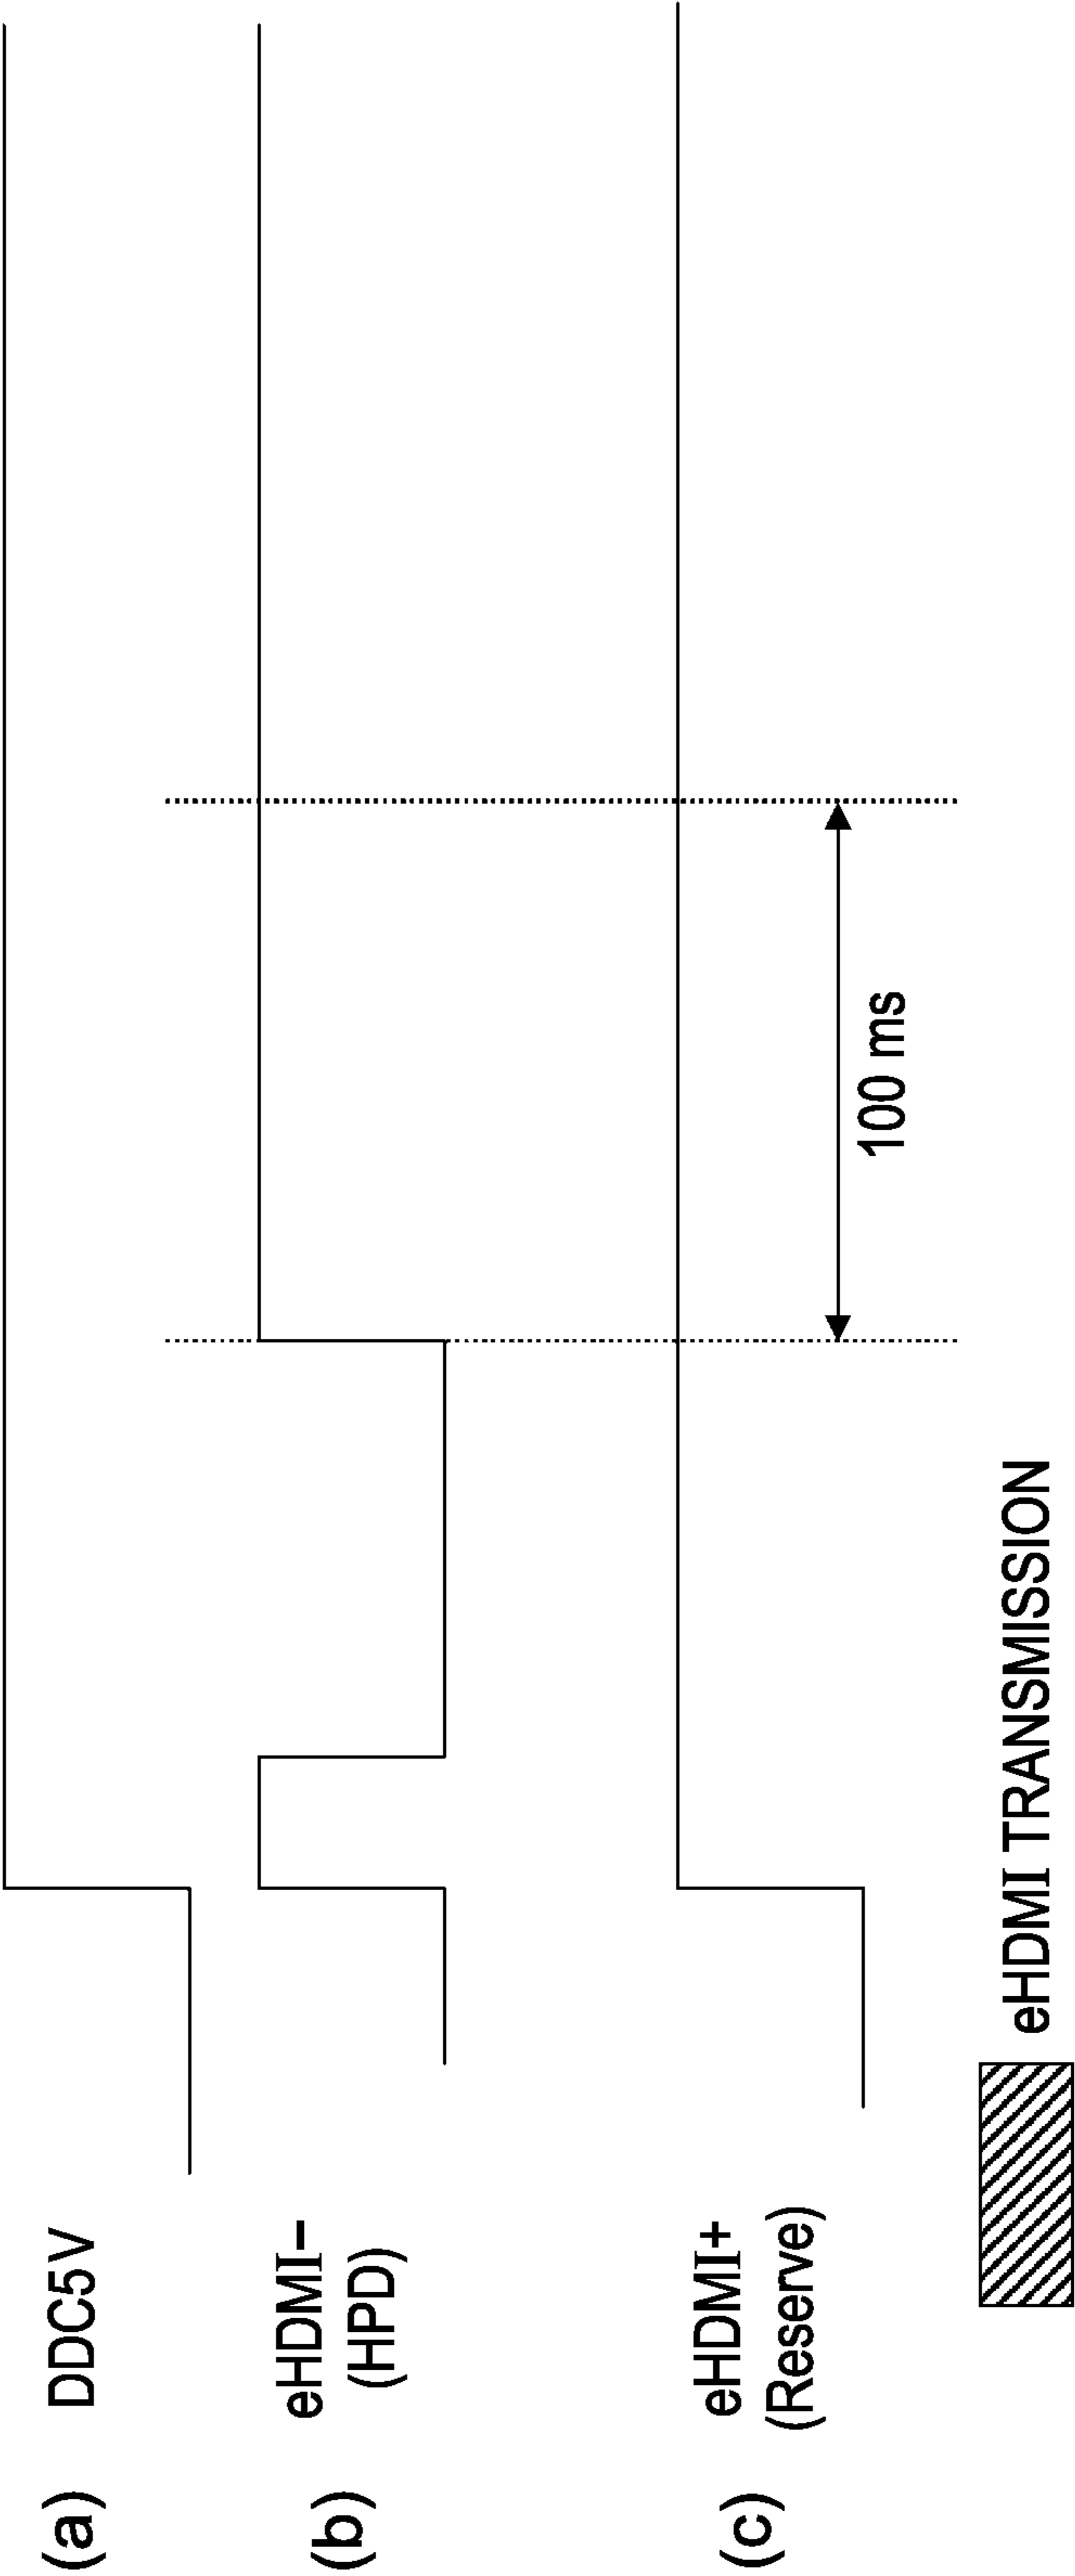 (a) DDC5V
(b) eHDMI−
(HPD)
(c) eHDMI+
(Reserve)
100 ms
eHDMI TRANSMISSION